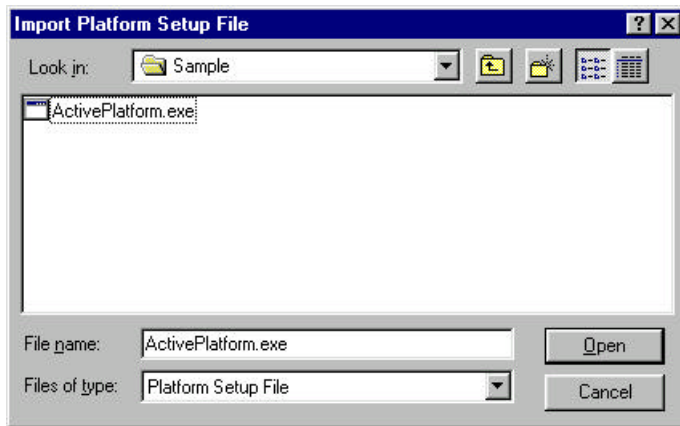 Import Platform Setup File
Look in: Sample
ActivePlatform.exe
File name: ActivePlatform.exe Open
Files of type: Platform Setup File Cancel